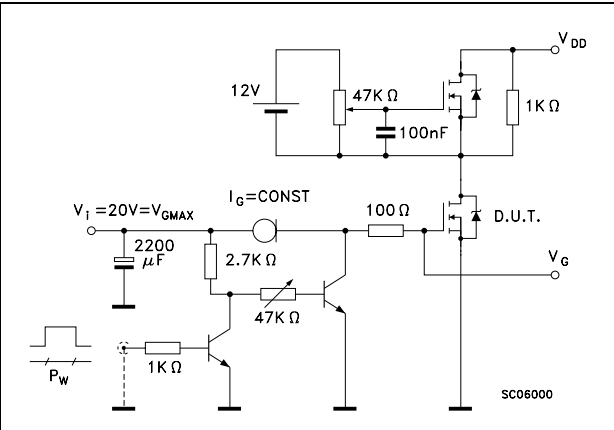 V_DD
12V
47K Ω
1K Ω
100nF
I_G=CONST
V_i =20V=V_GMAX
100 Ω
D.U.T.
2200
μF
2.7K Ω
V_G
47K Ω
1K Ω
P_W
SC06000